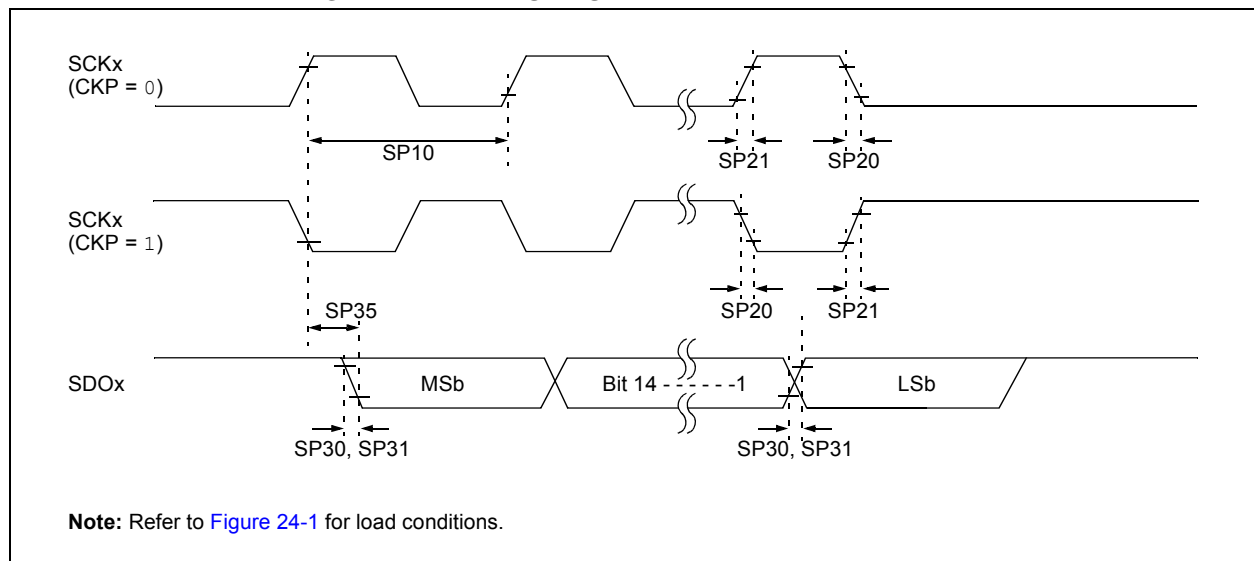 SCKx
(CKP = 0)
SP10
SP21
SP20
SCKx
(CKP = 1)
SP35
SP20
SP21
SDOx
MSb
Bit 14 - - - - - -1
LSb
SP30, SP31
SP30, SP31
Note: Refer to Figure 24-1 for load conditions.